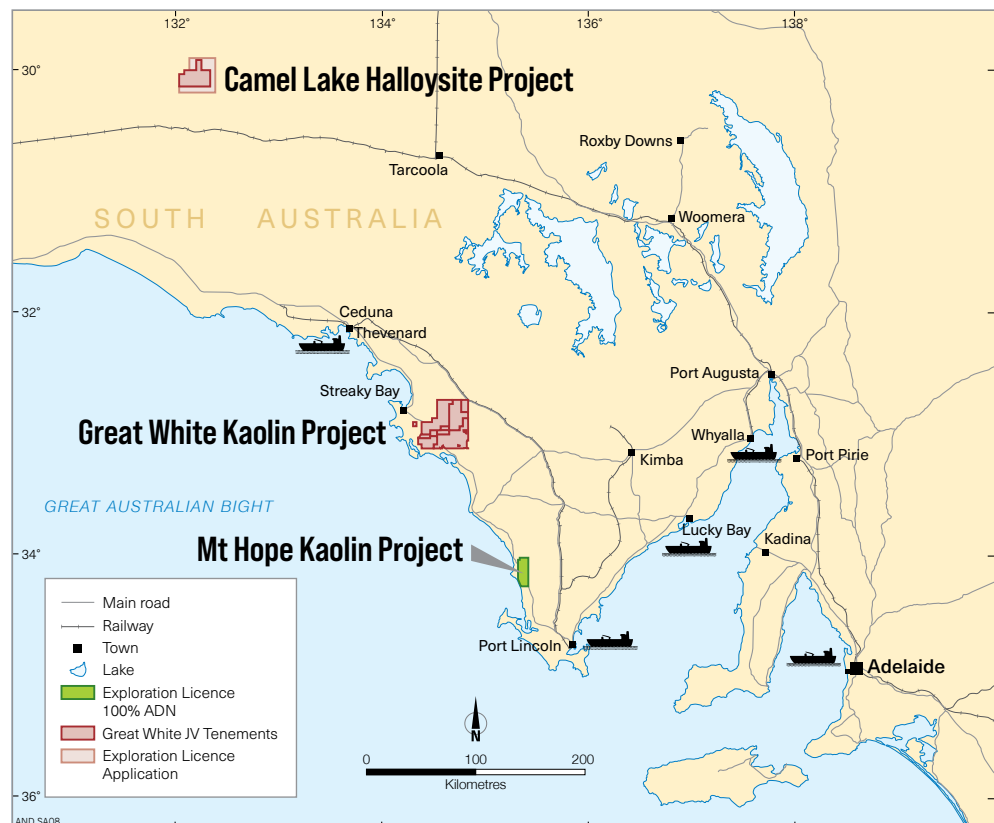 132°
134°
136°
138°
30°
Camel Lake Halloysite Project
Roxby Downs
Tarcoola
Woomera
SOUTH AUSTRALIA
32°
Ceduna
Thevenard
Port Augusta
Streaky Bay
Great White Kaolin Project
Whyalla
Port Pirie
Kimba
GREAT AUSTRALIAN BIGHT
Lucky Bay
Kadina
Mt Hope Kaolin Project
34°
Main road
Railway
Town
Lake
Exploration Licence
100% ADN
Great White JV Tenements
Exploration Licence
Application
Port Lincoln
Adelaide
N
0 100 200
Kilometres
36°
AND SA08